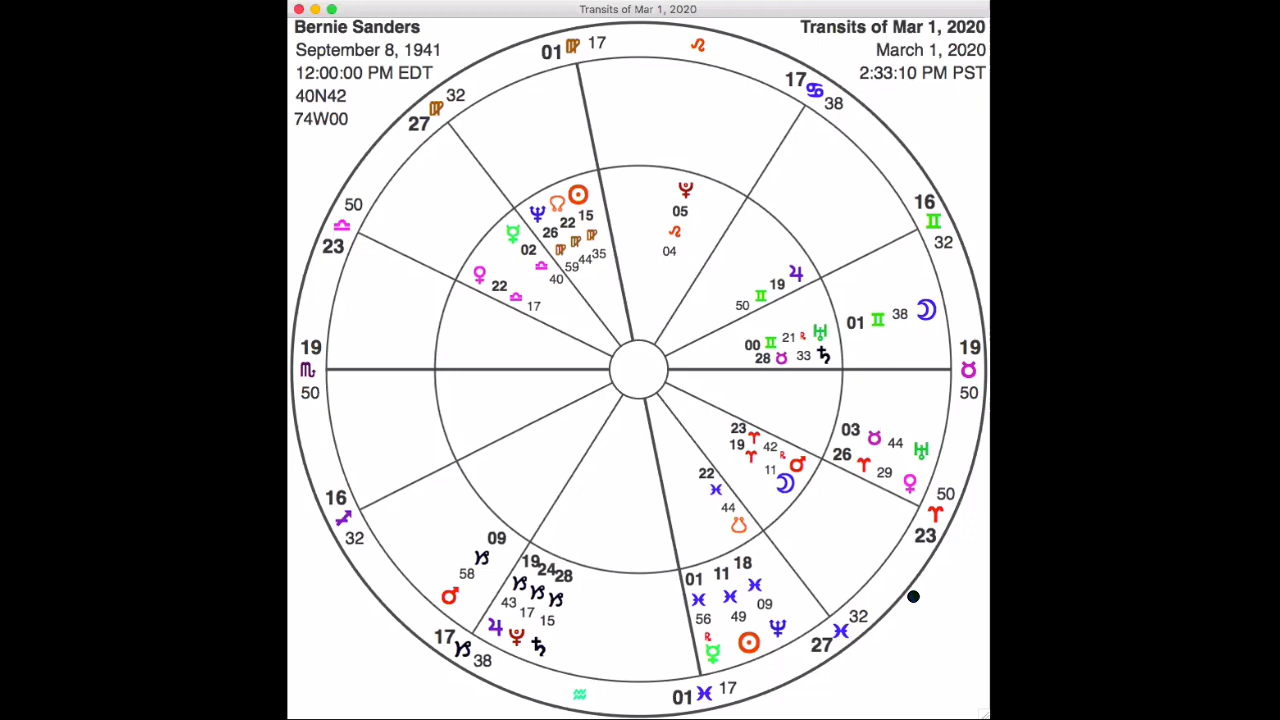 Transits of Mar 1, 2020
Bernie Sanders
September 8, 1941
12:00:00 PM EDT
40N42
74W00
Transits of Mar 1, 2020
March 1, 2020
2:33:10 PM PST
01 ♍ 17
♌
17 ♋ 38
27 ♍ 32
16 ♊ 32
23 ♎ 50
19 ♏ 50
19 ♉ 50
16 ♐ 32
23 ♈ 50
17 ♑ 38
♒
01 ♓ 17
27 ♓ 32
♇ 05 ♌ 04
☉ 15 ♍ 35
☊ 22 ♍ 44
♆ 26 ♍ 59
☿ 02 ♎ 40
♀ 22 ♎ 17
♃ 19 ♊ 50
♅ 00 ♊ 21 ℞
♄ 28 ♉ 33
♂ 23 ♈ 42 ℞
☽ 19 ♈ 11
☋ 22 ♓ 44
☽ 01 ♊ 38
♅ 03 ♉ 44
♀ 26 ♈ 29
♂ 09 ♑ 58
♃ 19 ♑ 43
♇ 24 ♑ 17
♄ 28 ♑ 15
☿ 01 ♓ 56 ℞
☉ 11 ♓ 49
♆ 18 ♓ 09